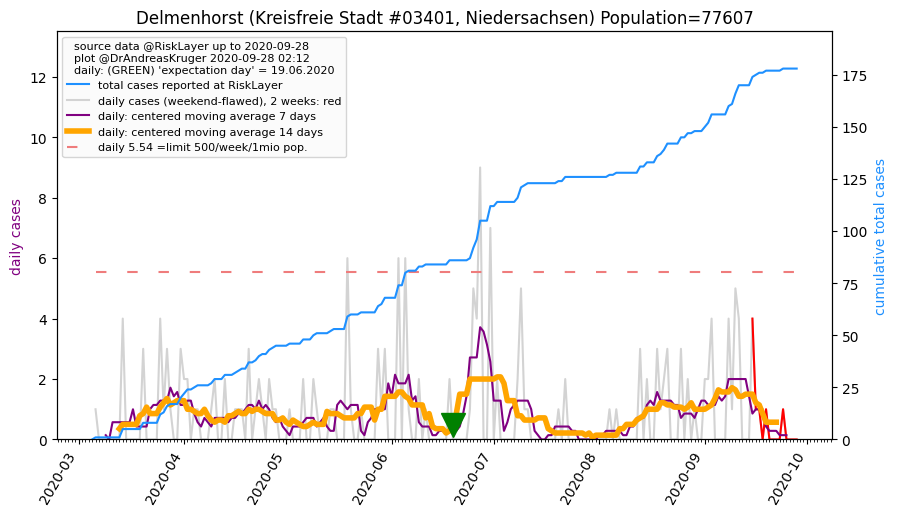 Delmenhorst (Kreisfreie Stadt #03401, Niedersachsen) Population=77607
source data @RiskLayer up to 2020-09-28
plot @DrAndreasKruger 2020-09-28 02:12
daily: (GREEN) 'expectation day' = 19.06.2020
total cases reported at RiskLayer
daily cases (weekend-flawed), 2 weeks: red
daily: centered moving average 7 days
daily: centered moving average 14 days
daily 5.54 =limit 500/week/1mio pop.
daily cases
12
10
8
6
4
2
0
cumulative total cases
175
150
125
100
75
50
25
0
2020-03
2020-04
2020-05
2020-06
2020-07
2020-08
2020-09
2020-10